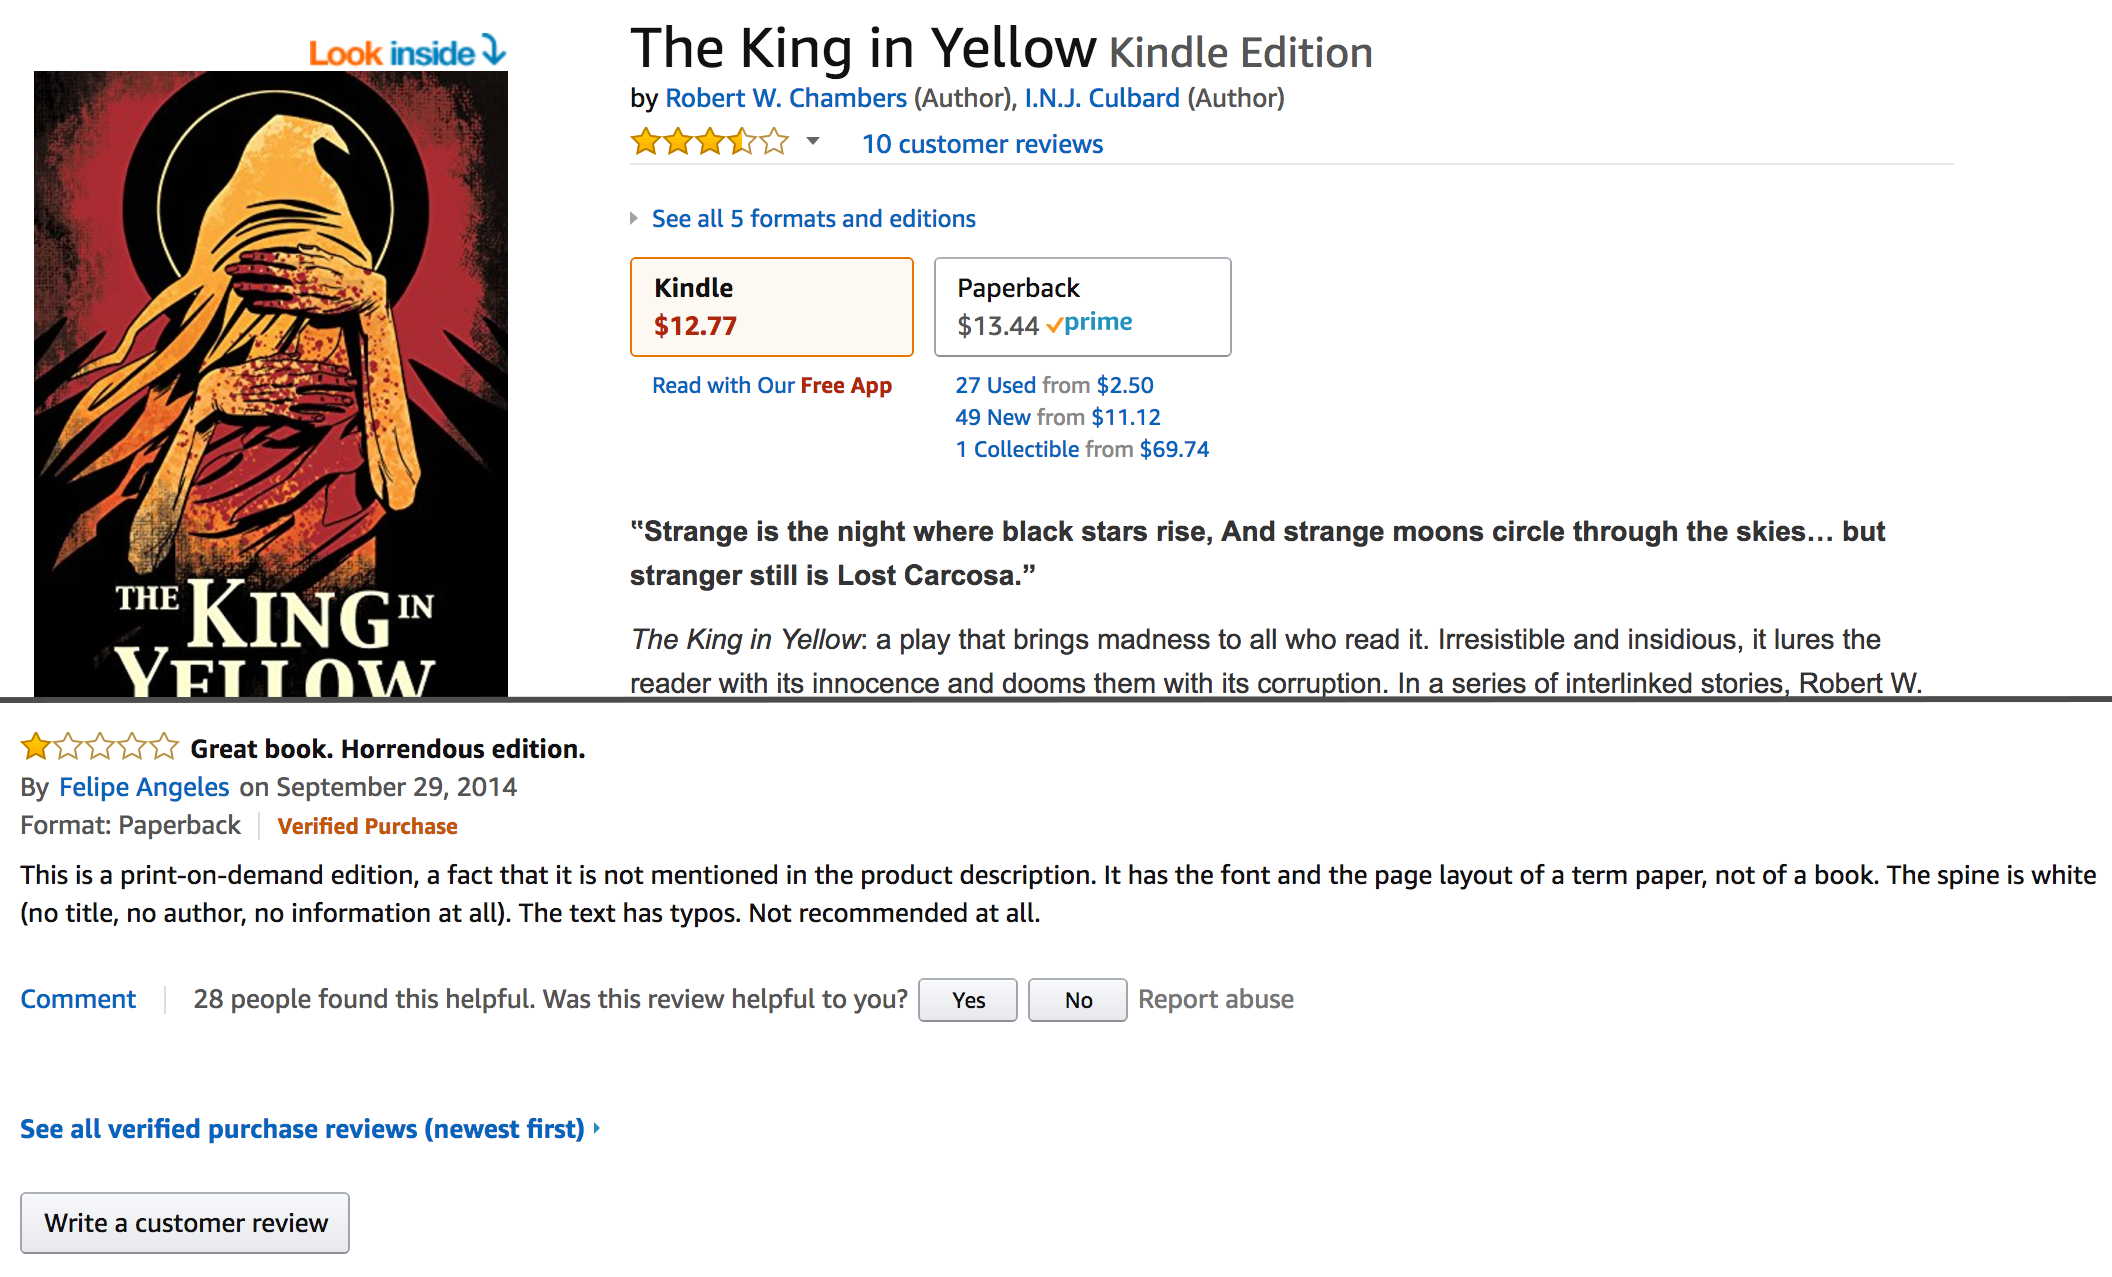 Look inside
THE KING IN
YELLOW
The King in Yellow Kindle Edition
by Robert W. Chambers (Author), I.N.J. Culbard (Author)
10 customer reviews
See all 5 formats and editions
Kindle
$12.77
Paperback
$13.44 prime
Read with Our Free App
27 Used from $2.50
49 New from $11.12
1 Collectible from $69.74
"Strange is the night where black stars rise, And strange moons circle through the skies… but
stranger still is Lost Carcosa.”
The King in Yellow: a play that brings madness to all who read it. Irresistible and insidious, it lures the
reader with its innocence and dooms them with its corruption. In a series of interlinked stories, Robert W.
Great book. Horrendous edition.
By Felipe Angeles on September 29, 2014
Format: Paperback Verified Purchase
This is a print-on-demand edition, a fact that it is not mentioned in the product description. It has the font and the page layout of a term paper, not of a book. The spine is white
(no title, no author, no information at all). The text has typos. Not recommended at all.
Comment 28 people found this helpful. Was this review helpful to you? Yes No Report abuse
See all verified purchase reviews (newest first)
Write a customer review